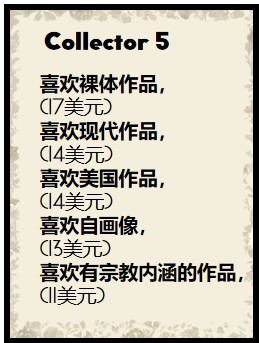 Collector 5
喜欢裸体作品，
(17美元)
喜欢现代作品，
(14美元)
喜欢美国作品，
(14美元)
喜欢自画像，
(13美元)
喜欢有宗教内涵的作品，
(11美元)